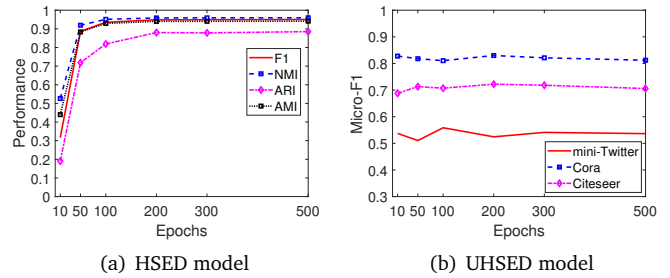 1
0.9
0.8
0.7
0.6
0.5
0.4
0.3
0.2
0.1
0
Performance
10 50 100 200 300 500
Epochs
F1
NMI
ARI
AMI
(a) HSED model
1
0.9
0.8
0.7
0.6
0.5
0.4
0.3
Micro-F1
10 50 100 200 300 500
Epochs
mini-Twitter
Cora
Citeseer
(b) UHSED model